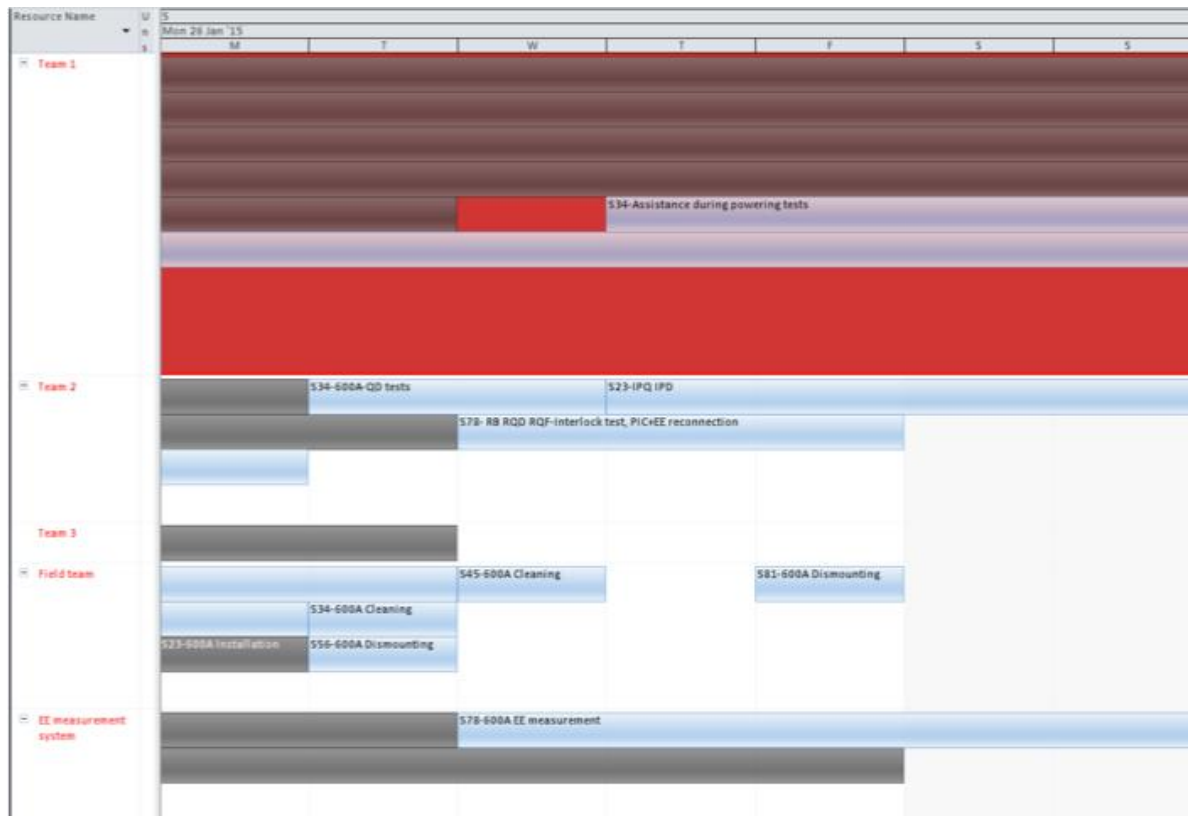 Resource Name
U
n
s
S
Mon 26 Jan '15
M T W T F S S
Team 1
S34-Assistance during powering tests
Team 2
S34-600A-QD tests
S23-IPQ IPD
S78- RB RQD RQF-Interlock test, PIC+EE reconnection
Team 3
Field team
S45-600A Cleaning
S81-600A Dismounting
S34-600A Cleaning
S23-600A Installation
S56-600A Dismounting
EE measurement
system
S78-600A EE measurement